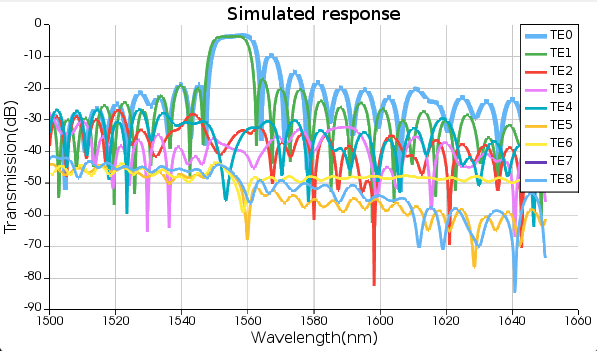 Simulated response
Transmission(dB)
0
-10
-20
-30
-40
-50
-60
-70
-80
-90
1500 1520 1540 1560 1580 1600 1620 1640 1660
Wavelength(nm)
TE0
TE1
TE2
TE3
TE4
TE5
TE6
TE7
TE8